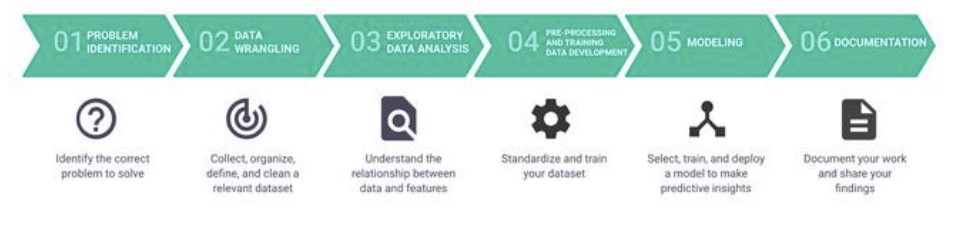 01 PROBLEM
IDENTIFICATION
02 DATA
WRANGLING
03 EXPLORATORY
DATA ANALYSIS
04 PRE-PROCESSING
AND TRAINING
DATA DEVELOPMENT
05 MODELING
06 DOCUMENTATION
Identify the correct
problem to solve
Collect, organize,
define, and clean a
relevant dataset
Understand the
relationship between
data and features
Standardize and train
your dataset
Select, train, and deploy
a model to make
predictive insights
Document your work
and share your
findings